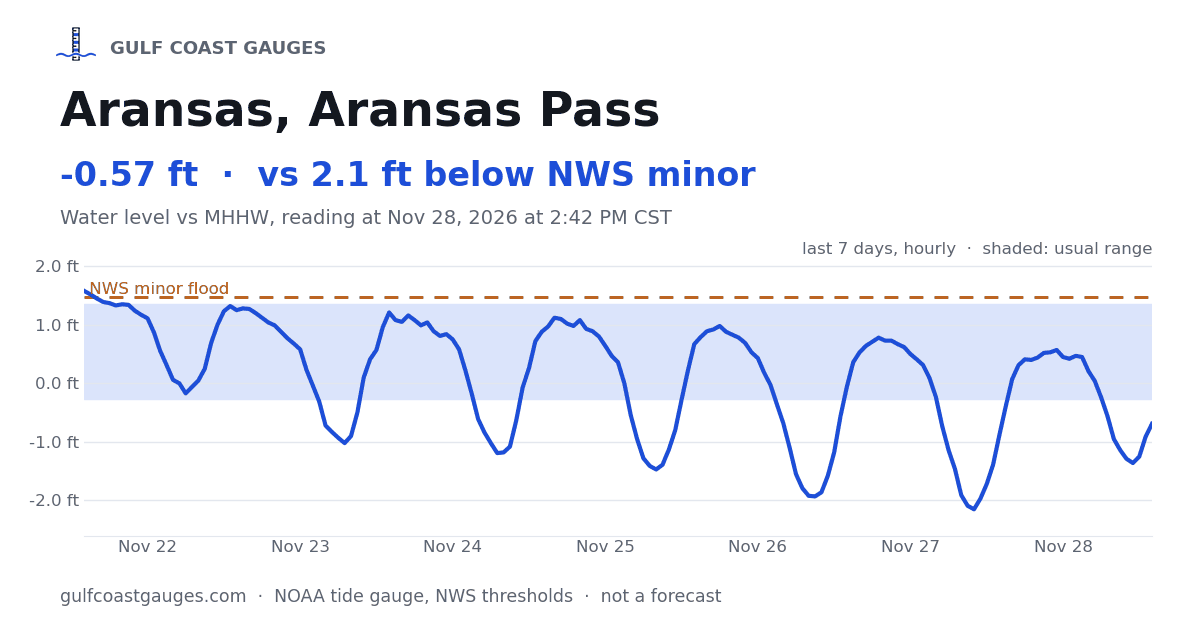 GULF COAST GAUGES
Aransas, Aransas Pass
-0.57 ft · vs 2.1 ft below NWS minor
Water level vs MHHW, reading at Nov 28, 2026 at 2:42 PM CST
last 7 days, hourly · shaded: usual range
2.0 ft
NWS minor flood
1.0 ft
0.0 ft
-1.0 ft
-2.0 ft
Nov 22 Nov 23 Nov 24 Nov 25 Nov 26 Nov 27 Nov 28
gulfcoastgauges.com · NOAA tide gauge, NWS thresholds · not a forecast